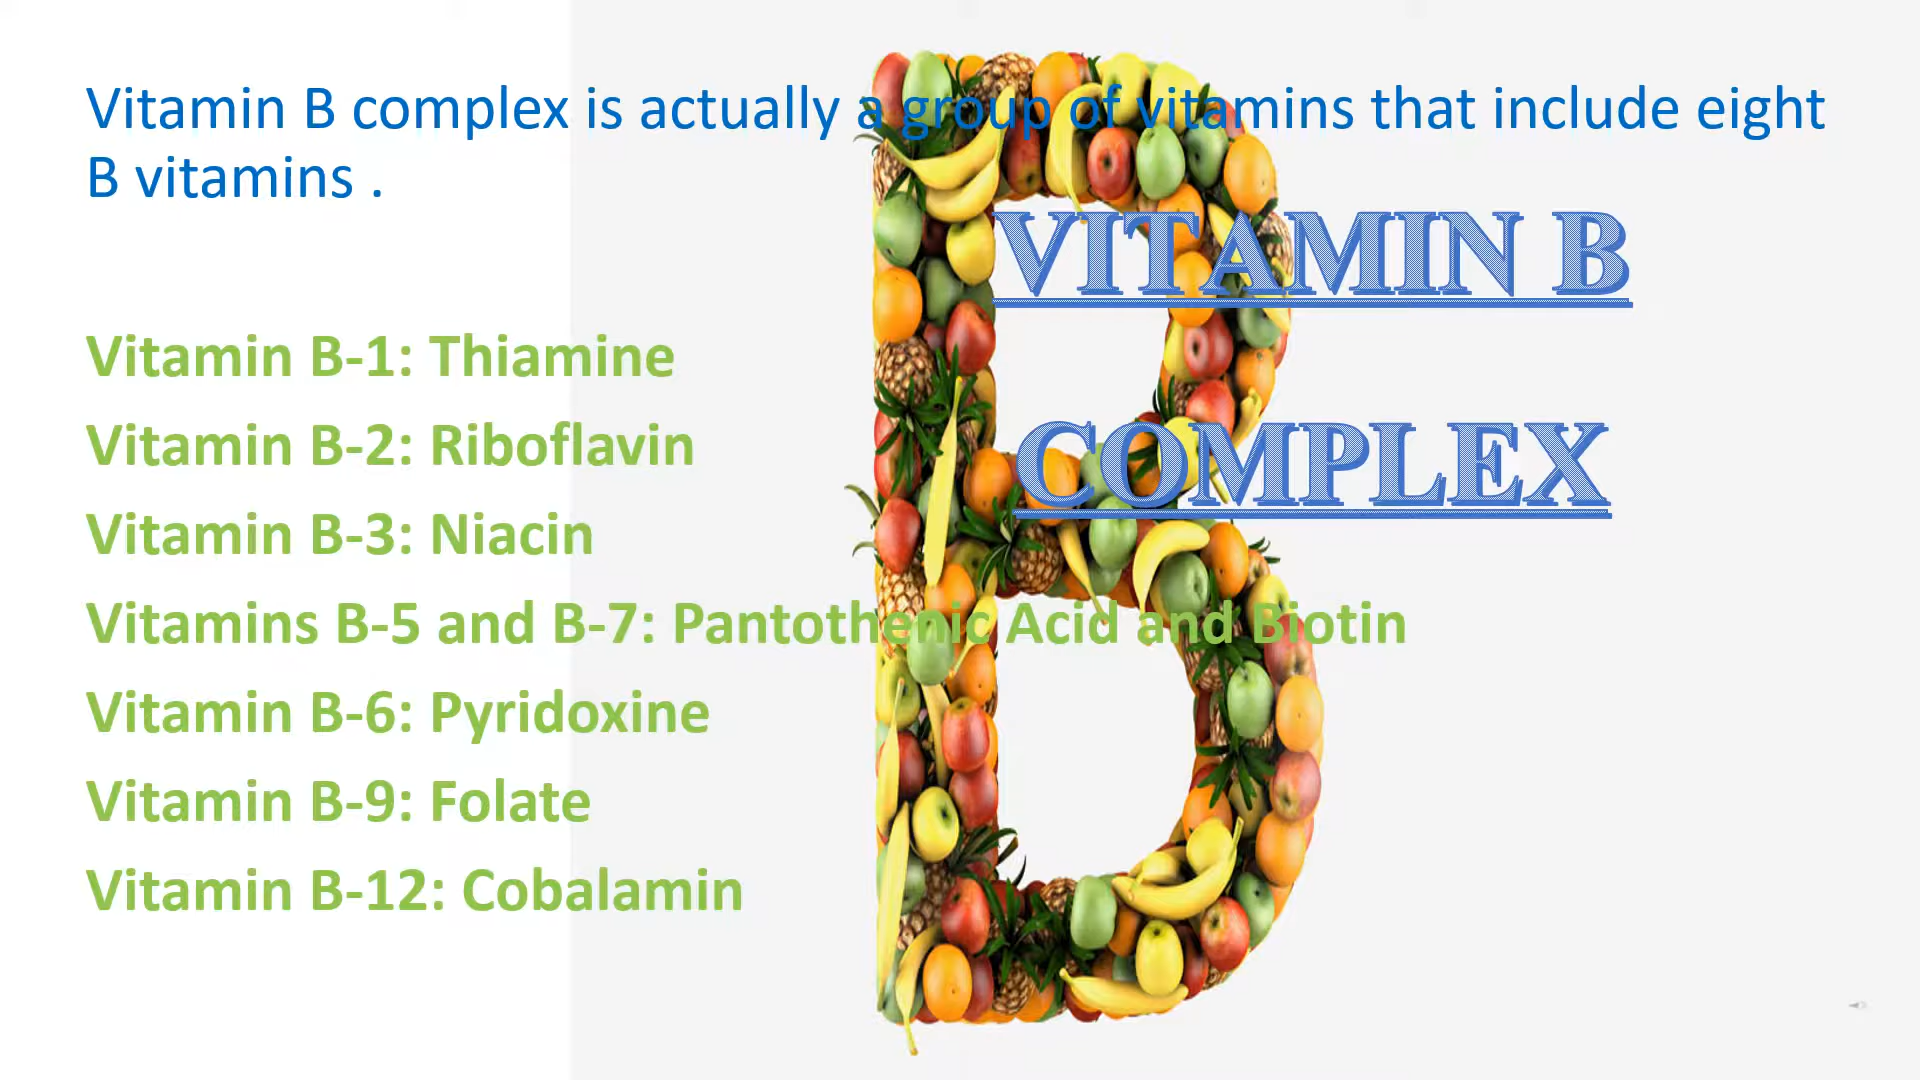 Vitamin B complex is actually a group of vitamins that include eight
B vitamins .
VITAMIN B
COMPLEX
Vitamin B-1: Thiamine
Vitamin B-2: Riboflavin
Vitamin B-3: Niacin
Vitamins B-5 and B-7: Pantothenic Acid and Biotin
Vitamin B-6: Pyridoxine
Vitamin B-9: Folate
Vitamin B-12: Cobalamin